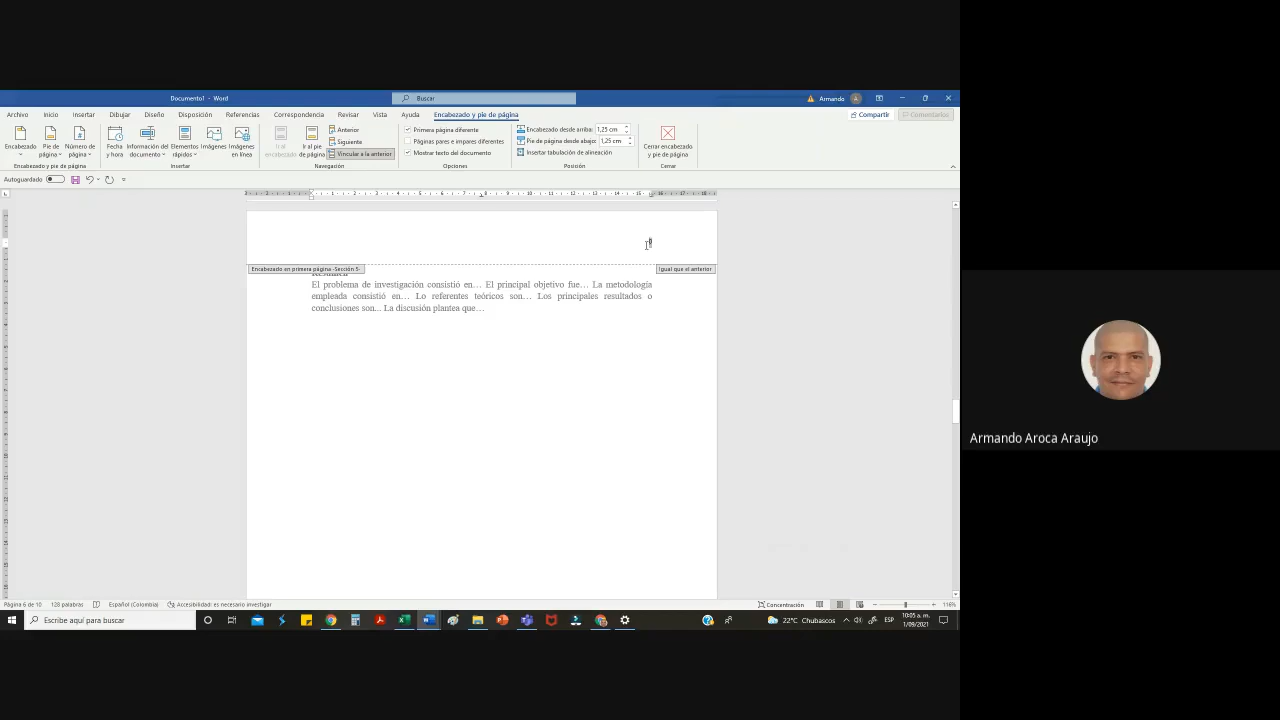 Documento1 - Word
Buscar
Armando
A
Archivo Inicio Insertar Dibujar Diseño Disposición Referencias Correspondencia Revisar Vista Ayuda Encabezado y pie de página
Compartir
Comentarios
Encabezado
Pie de página
Número de página
Encabezado y pie de página
Fecha y hora
Información del documento
Elementos rápidos
Imágenes
Imágenes en línea
Insertar
Ir al encabezado
Ir al pie de página
Anterior
Siguiente
Vincular a la anterior
Navegación
Primera página diferente
Páginas pares e impares diferentes
Mostrar texto del documento
Opciones
Encabezado desde arriba: 1,25 cm
Pie de página desde abajo: 1,25 cm
Insertar tabulación de alineación
Posición
Cerrar encabezado y pie de página
Cerrar
Autoguardado
Encabezado en primera página -Sección 5-
Igual que el anterior
Resumen
El problema de investigación consistió en… El principal objetivo fue… La metodología
empleada consistió en… Lo referentes teóricos son… Los principales resultados o
conclusiones son... La discusión plantea que…
Armando Aroca Araujo
Página 6 de 10 128 palabras Español (Colombia) Accesibilidad: es necesario investigar
Concentración
116%
Escribe aquí para buscar
22°C Chubascos
ESP
10:05 a. m.
1/09/2021